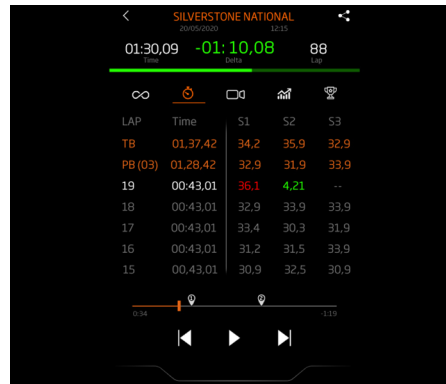 SILVERSTONE NATIONAL
20/05/2020 12:15
01:30,09 -01:10,08 88
Time Delta Lap
LAP Time S1 S2 S3
TB 01,37,42 34,2 35,9 32,9
PB (03) 01,28,42 32,9 31,9 33,9
19 00:43,01 36,1 4,21 --
18 00:43,01 32,9 33,9 33,9
17 00:43,01 33,4 30,3 31,9
16 00:43,01 31,2 31,5 33,9
15 00,43,01 30,9 32,5 30,9
1 2
0:34 -1:19